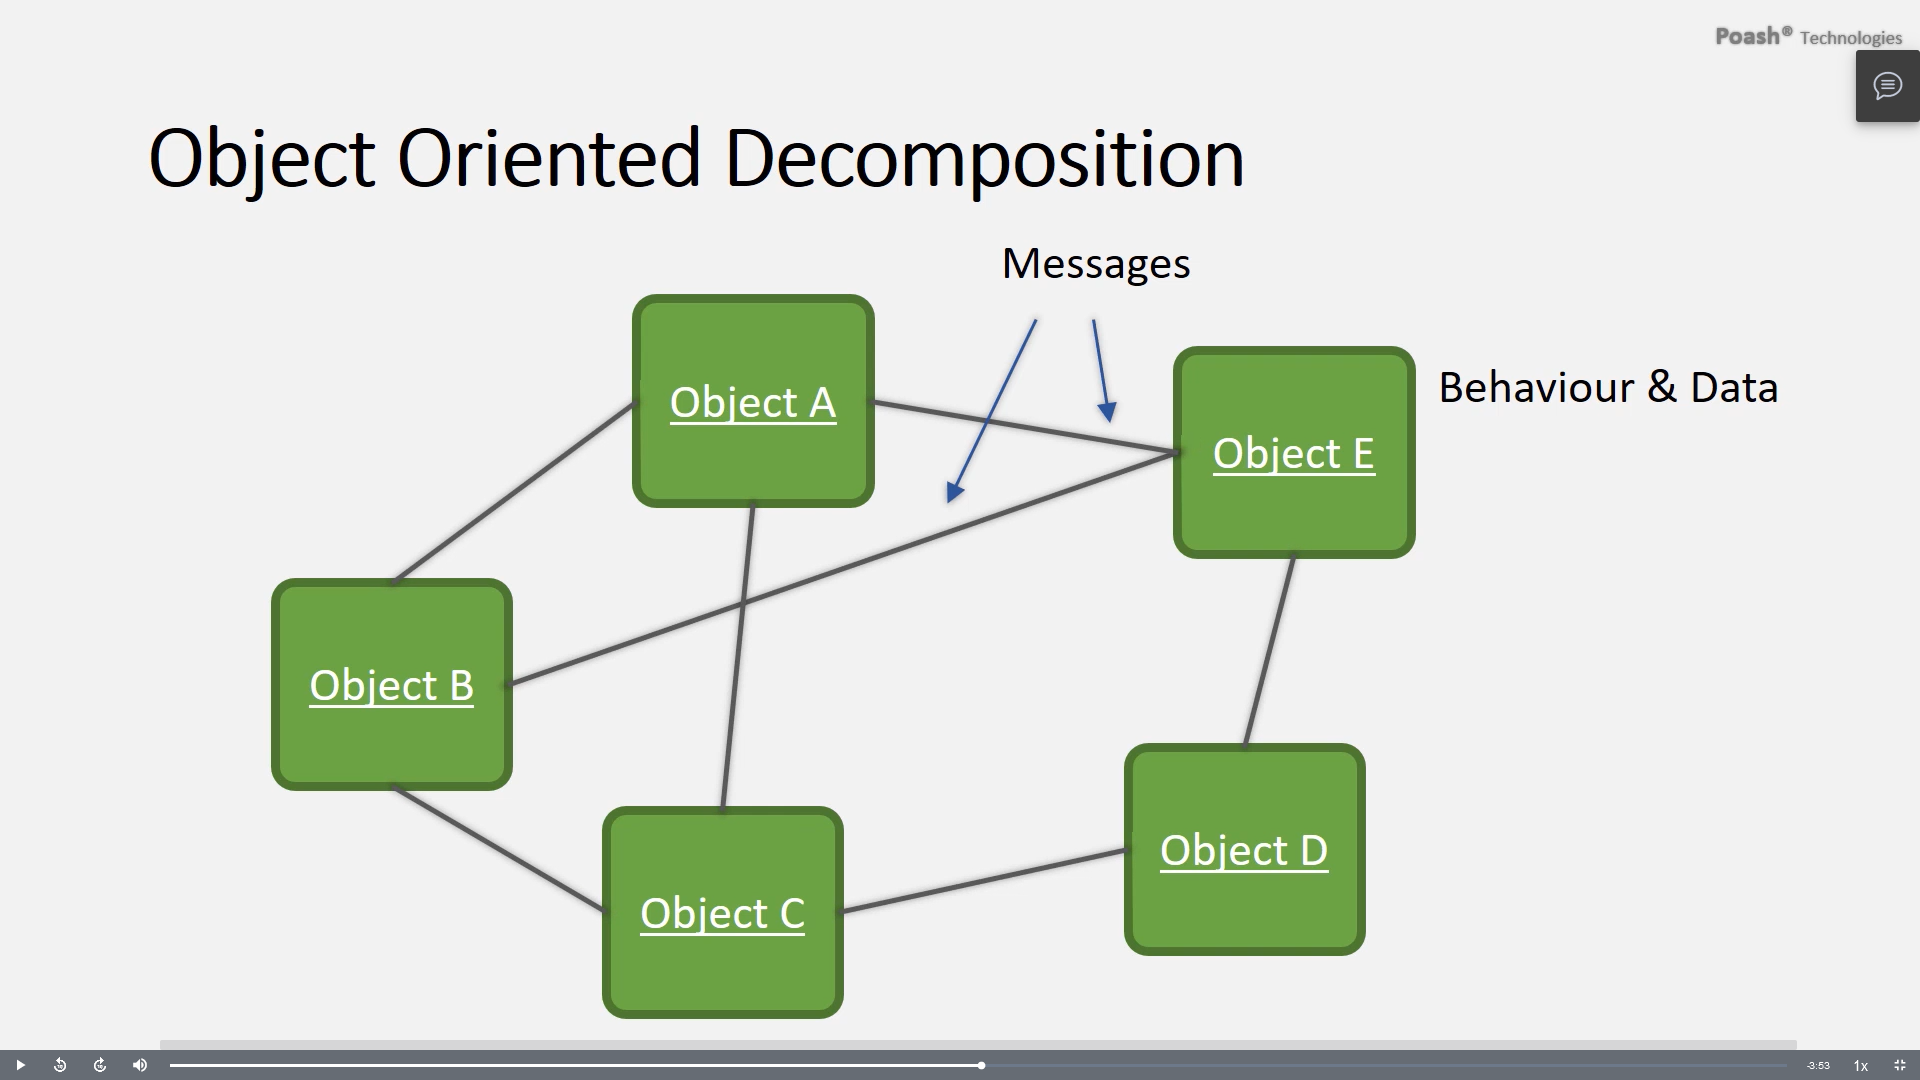 Poash® Technologies
Object Oriented Decomposition
Messages
Object A
Behaviour & Data
Object E
Object B
Object D
Object C
-3:53
1x